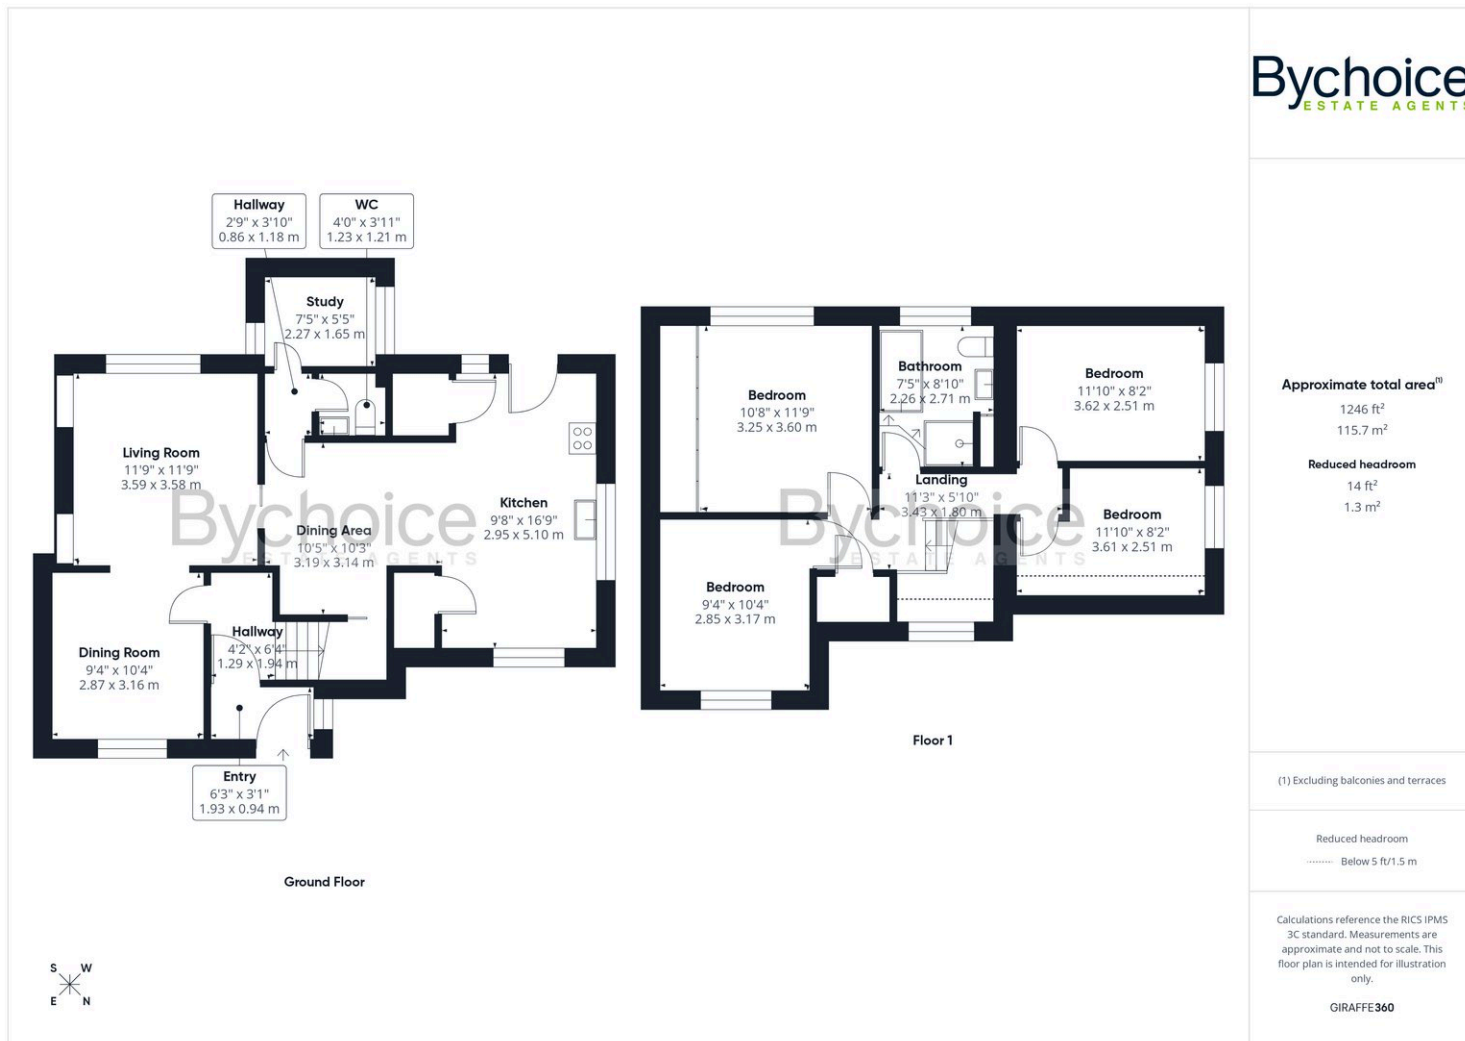 Bychoice
ESTATE AGENTS
Hallway
2'9" x 3'10"
0.86 x 1.18 m
WC
4'0" x 3'11"
1.23 x 1.21 m
Study
7'5" x 5'5"
2.27 x 1.65 m
Living Room
11'9" x 11'9"
3.59 x 3.58 m
Kitchen
9'8" x 16'9"
2.95 x 5.10 m
Dining Area
10'5" x 10'3"
3.19 x 3.14 m
Bychoice
ESTATE AGENTS
Hallway
4'2" x 6'4"
1.29 x 1.94 m
Dining Room
9'4" x 10'4"
2.87 x 3.16 m
Entry
6'3" x 3'1"
1.93 x 0.94 m
Ground Floor
Bedroom
10'8" x 11'9"
3.25 x 3.60 m
Bathroom
7'5" x 8'10"
2.26 x 2.71 m
Bedroom
11'10" x 8'2"
3.62 x 2.51 m
Landing
11'3" x 5'10"
3.43 x 1.80 m
Bychoice
ESTATE AGENTS
Bedroom
11'10" x 8'2"
3.61 x 2.51 m
Bedroom
9'4" x 10'4"
2.85 x 3.17 m
Floor 1
Approximate total area(1)
1246 ft²
115.7 m²
Reduced headroom
14 ft²
1.3 m²
(1) Excluding balconies and terraces
Reduced headroom
Below 5 ft/1.5 m
Calculations reference the RICS IPMS
3C standard. Measurements are
approximate and not to scale. This
floor plan is intended for illustration
only.
GIRAFFE360
S W
E N